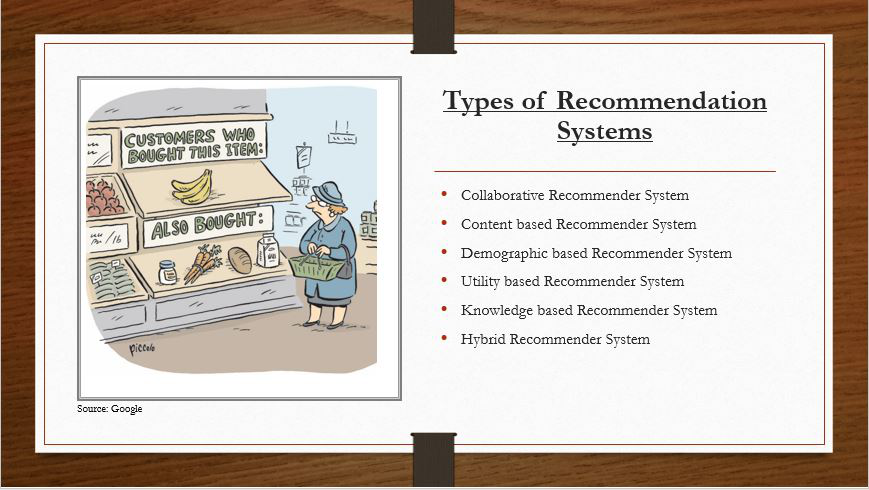 CUSTOMERS WHO
BOUGHT THIS ITEM:
ALSO BOUGHT:
/lb
Piccolo
Source: Google
Types of Recommendation
Systems
Collaborative Recommender System
Content based Recommender System
Demographic based Recommender System
Utility based Recommender System
Knowledge based Recommender System
Hybrid Recommender System